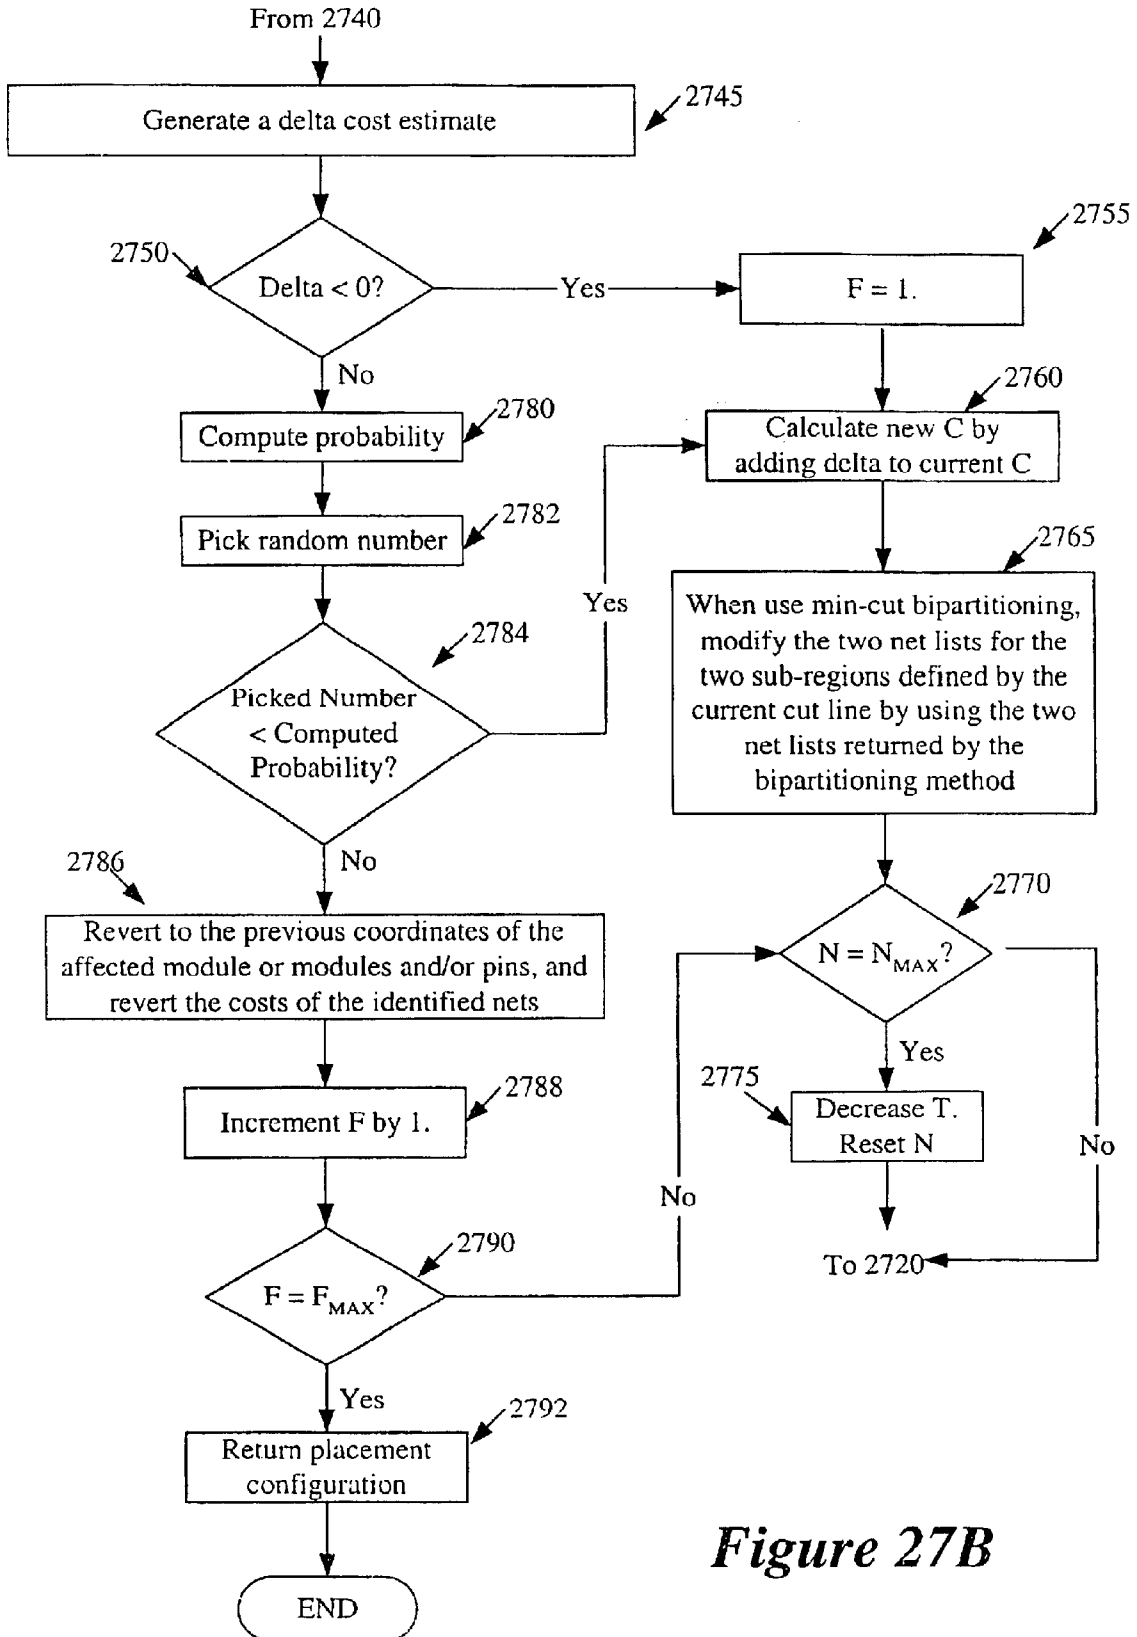 From 2740
Generate a delta cost estimate
2745
2750
Delta < 0?
Yes
2755
F = 1.
No
2780
Compute probability
2760
Calculate new C by
adding delta to current C
2782
Pick random number
2765
When use min-cut bipartitioning,
modify the two net lists for the
two sub-regions defined by the
current cut line by using the two
net lists returned by the
bipartitioning method
Yes
2784
Picked Number
< Computed
Probability?
No
2786
Revert to the previous coordinates of the
affected module or modules and/or pins, and
revert the costs of the identified nets
2770
N = NMAX?
Yes
2775
Decrease T.
Reset N
No
To 2720
2788
Increment F by 1.
No
2790
F = FMAX?
Yes
2792
Return placement
configuration
END
Figure 27B